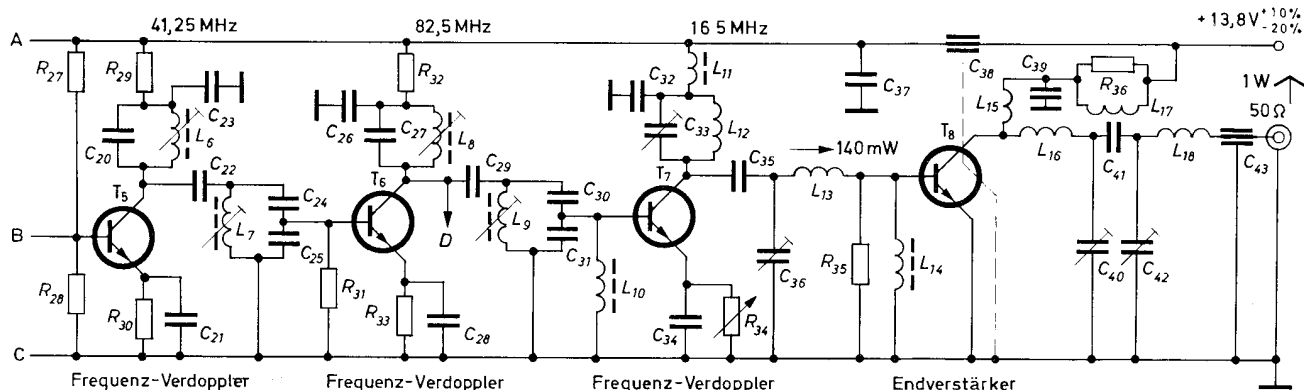 41,25 MHz 82,5 MHz 16 5 MHz +13,8V +10% -20%
A
R27 R29 R32 L11 C32 C37 C38 C39 R36 1W
C23 L15 L17 50Ω
C20 L6 C26 C27 L8 C33 L12
C22 C29 C35 140mW T8 L16 C41 L18 C43
T5 C24 T6 C30 T7 L13
B
L7 C25 D L9 C31
R28 R31 L10 C36 R35 L14 C40 C42
R30 C21 R33 C28 C34 R34
C
Frequenz-Verdoppler Frequenz-Verdoppler Frequenz-Verdoppler Endverstärker